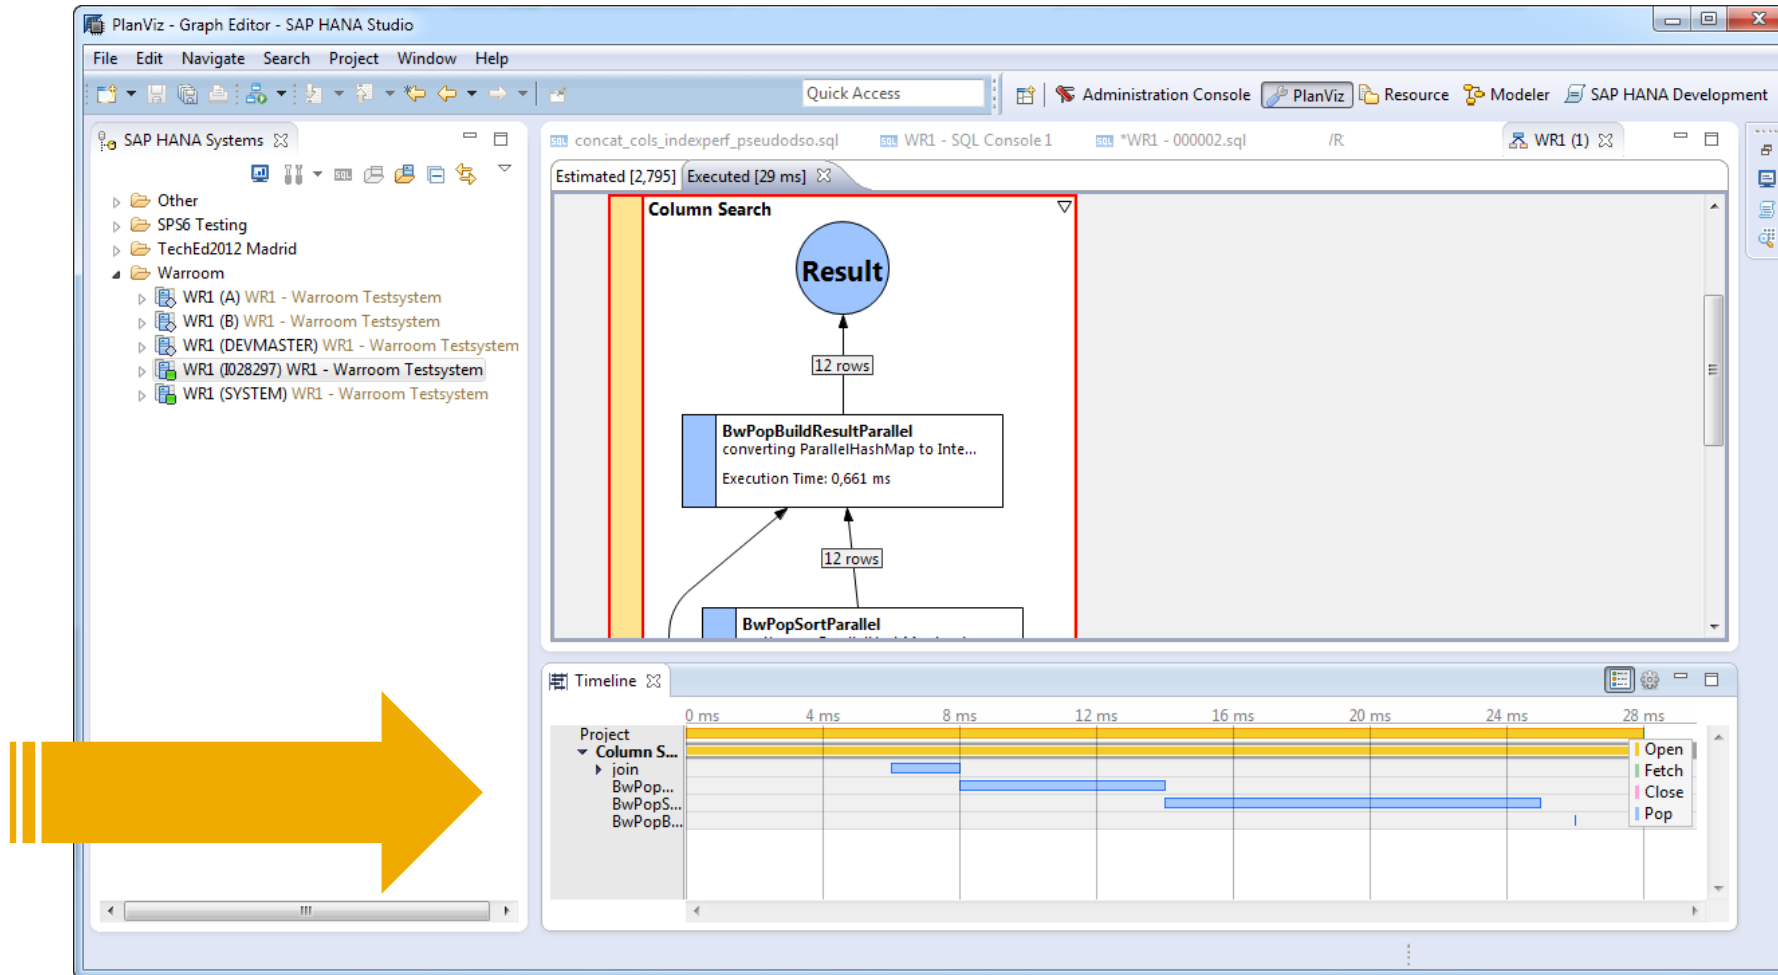 PlanViz - Graph Editor - SAP HANA Studio
File Edit Navigate Search Project Window Help
Quick Access
Administration Console PlanViz Resource Modeler SAP HANA Development
SAP HANA Systems
Other
SPS6 Testing
TechEd2012 Madrid
Warroom
WR1 (A) WR1 - Warroom Testsystem
WR1 (B) WR1 - Warroom Testsystem
WR1 (DEVMASTER) WR1 - Warroom Testsystem
WR1 (I028297) WR1 - Warroom Testsystem
WR1 (SYSTEM) WR1 - Warroom Testsystem
concat_cols_indexperf_pseudodso.sql WR1 - SQL Console 1 *WR1 - 000002.sql /R: WR1 (1)
Estimated [2,795] Executed [29 ms]
Column Search
Result
12 rows
BwPopBuildResultParallel
converting ParallelHashMap to Inte...
Execution Time: 0,661 ms
12 rows
BwPopSortParallel
Timeline
0 ms 4 ms 8 ms 12 ms 16 ms 20 ms 24 ms 28 ms
Project
Column S...
join
BwPop...
BwPopS...
BwPopB...
Open
Fetch
Close
Pop